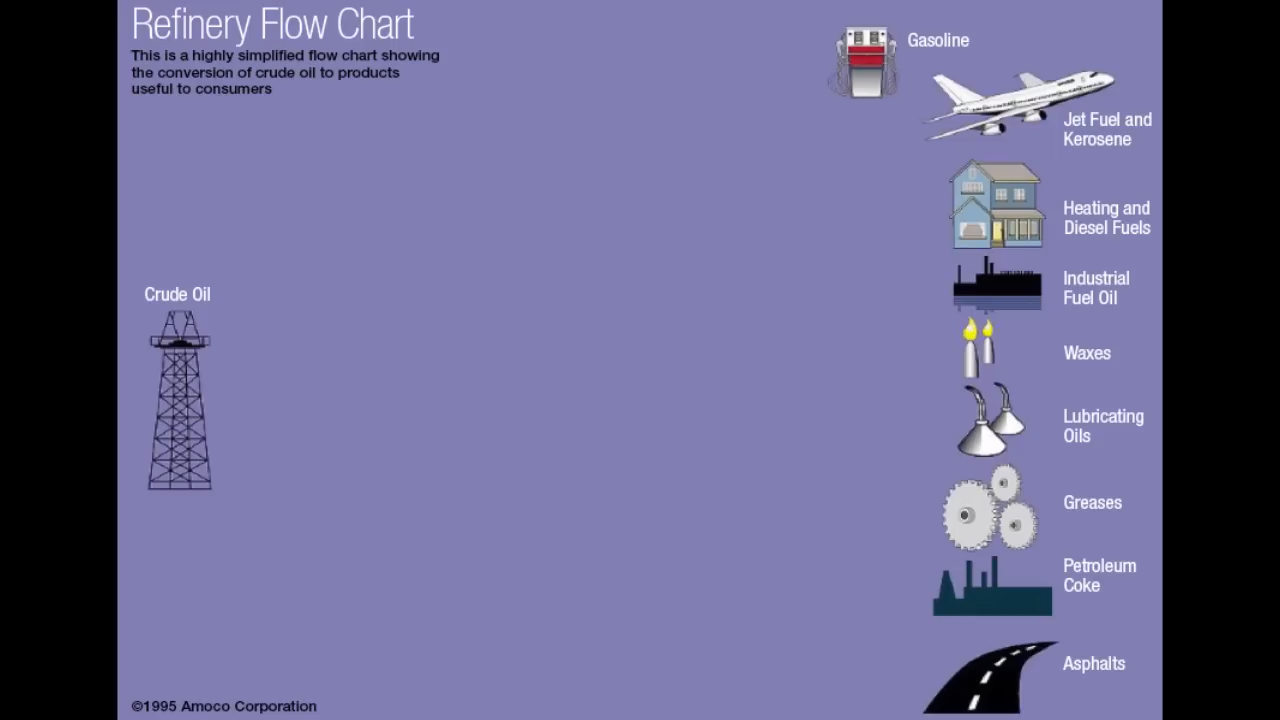 Refinery Flow Chart
This is a highly simplified flow chart showing
the conversion of crude oil to products
useful to consumers
Gasoline
Jet Fuel and
Kerosene
Heating and
Diesel Fuels
Industrial
Fuel Oil
Crude Oil
Waxes
Lubricating
Oils
Greases
Petroleum
Coke
Asphalts
©1995 Amoco Corporation